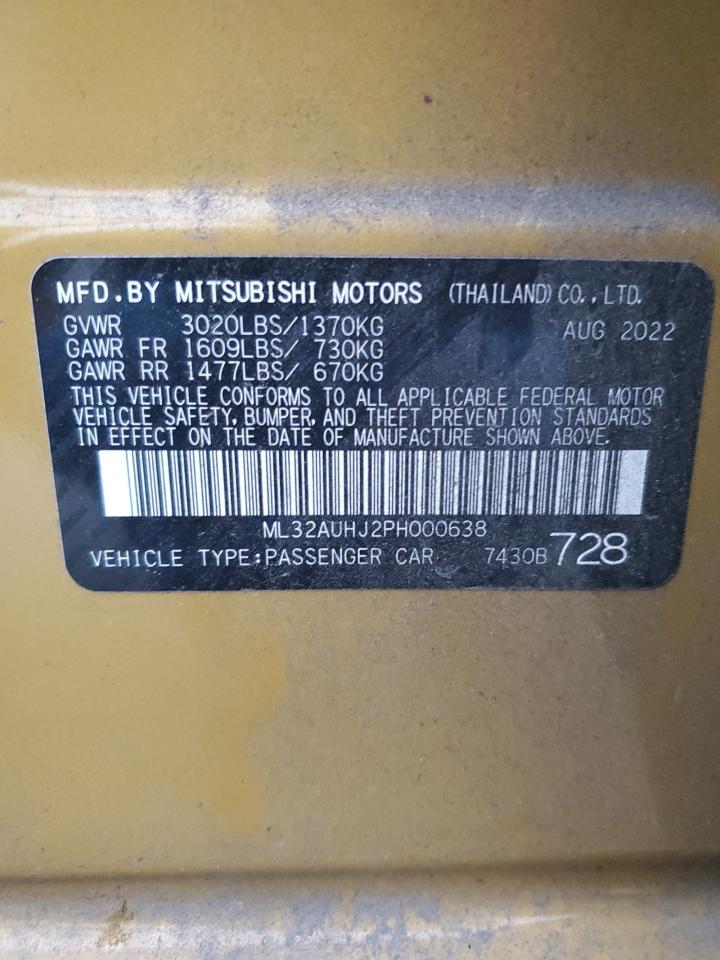 MFD.BY MITSUBISHI MOTORS (THAILAND) CO.,LTD.
GVWR 3020LBS/1370KG AUG 2022
GAWR FR 1609LBS/ 730KG
GAWR RR 1477LBS/ 670KG
THIS VEHICLE CONFORMS TO ALL APPLICABLE FEDERAL MOTOR
VEHICLE SAFETY, BUMPER, AND THEFT PREVENTION STANDARDS
IN EFFECT ON THE DATE OF MANUFACTURE SHOWN ABOVE.
ML32AUHJ2PH000638
VEHICLE TYPE:PASSENGER CAR 7430B 728